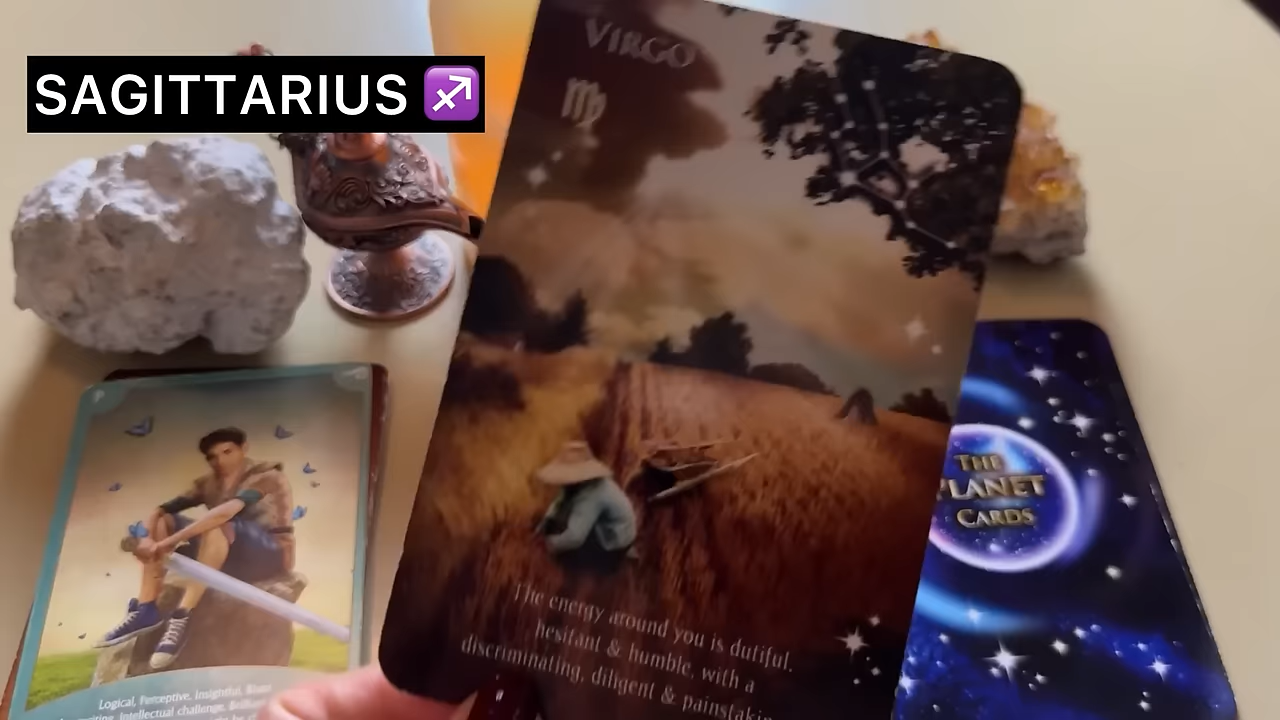 SAGITTARIUS ♐
VIRGO
♍
The energy around you is dutiful,
hesitant & humble, with a
discriminating, diligent & painstaking
THE
PLANET
CARDS
P
Logical, Perceptive, Insightful, Blunt
Intellectual challenge,